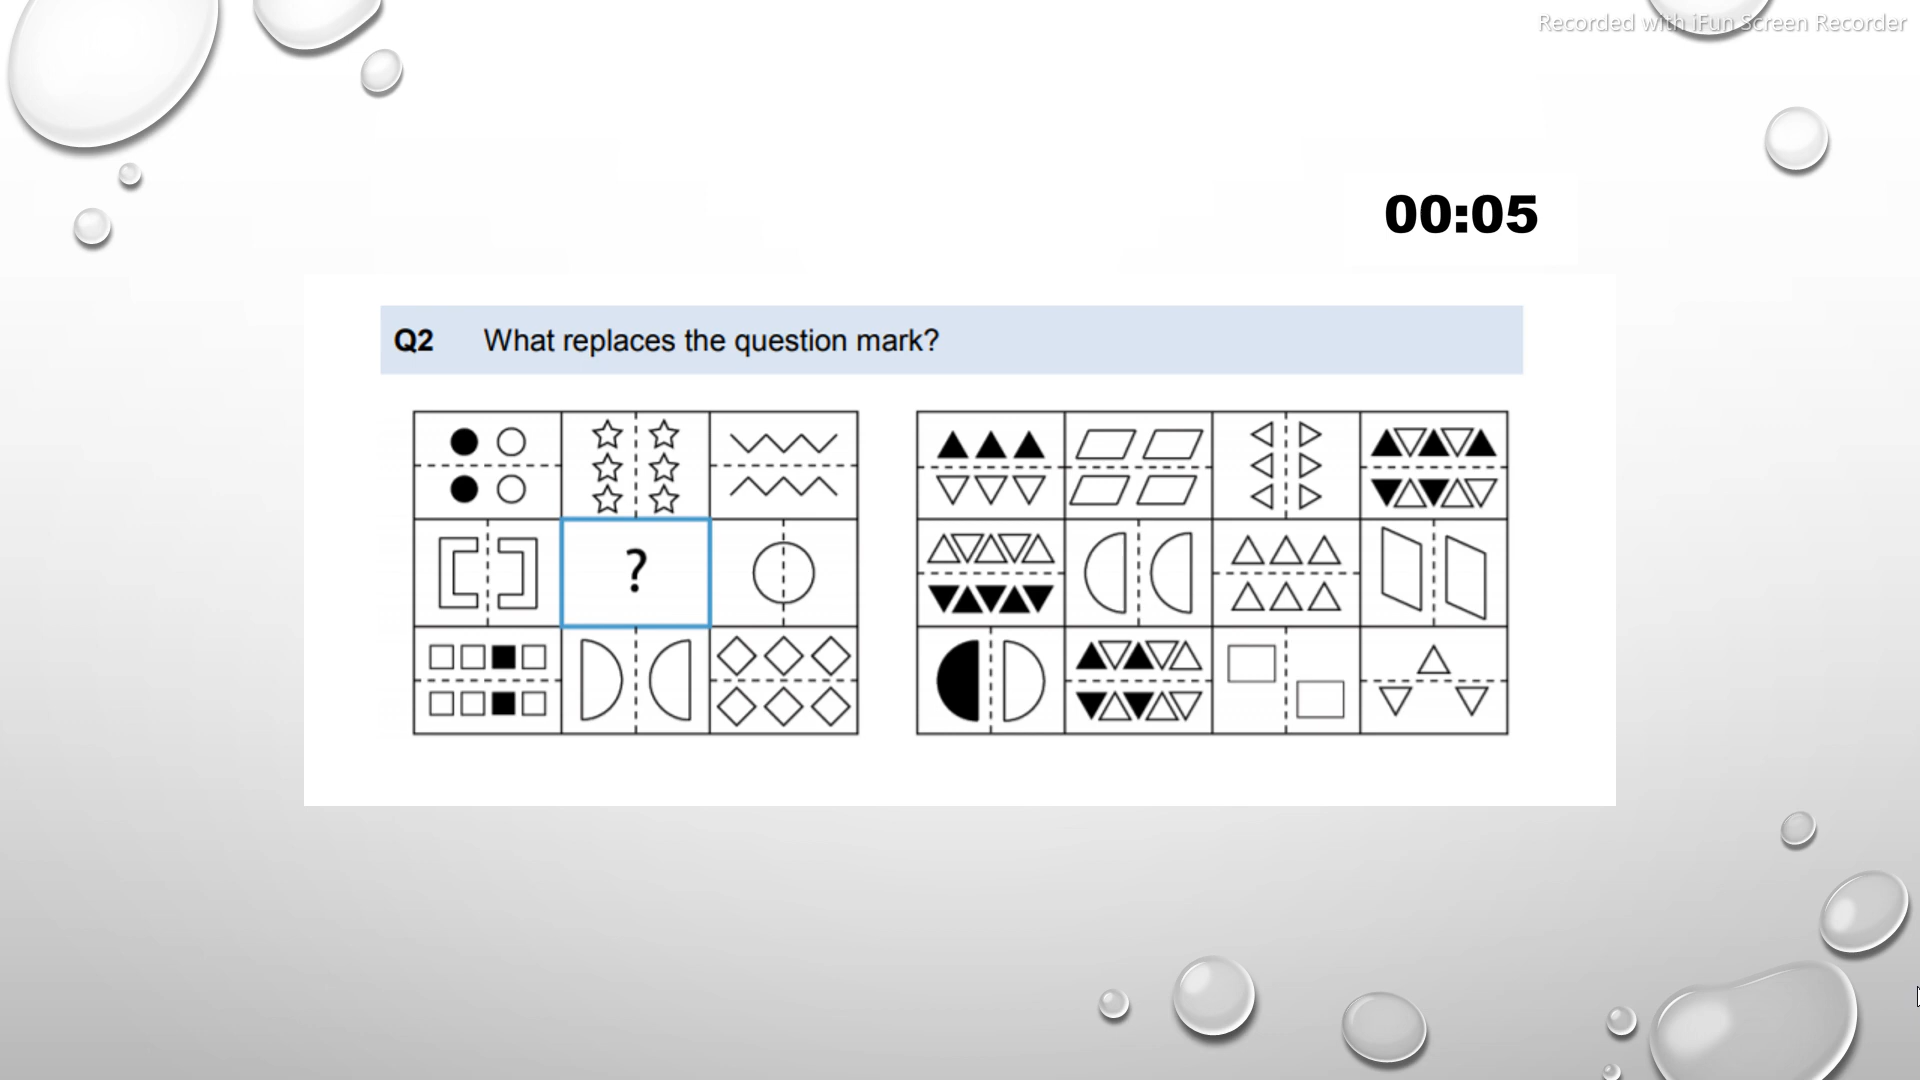 Recorded with iFun Screen Recorder
00:05
Q2 What replaces the question mark?
?